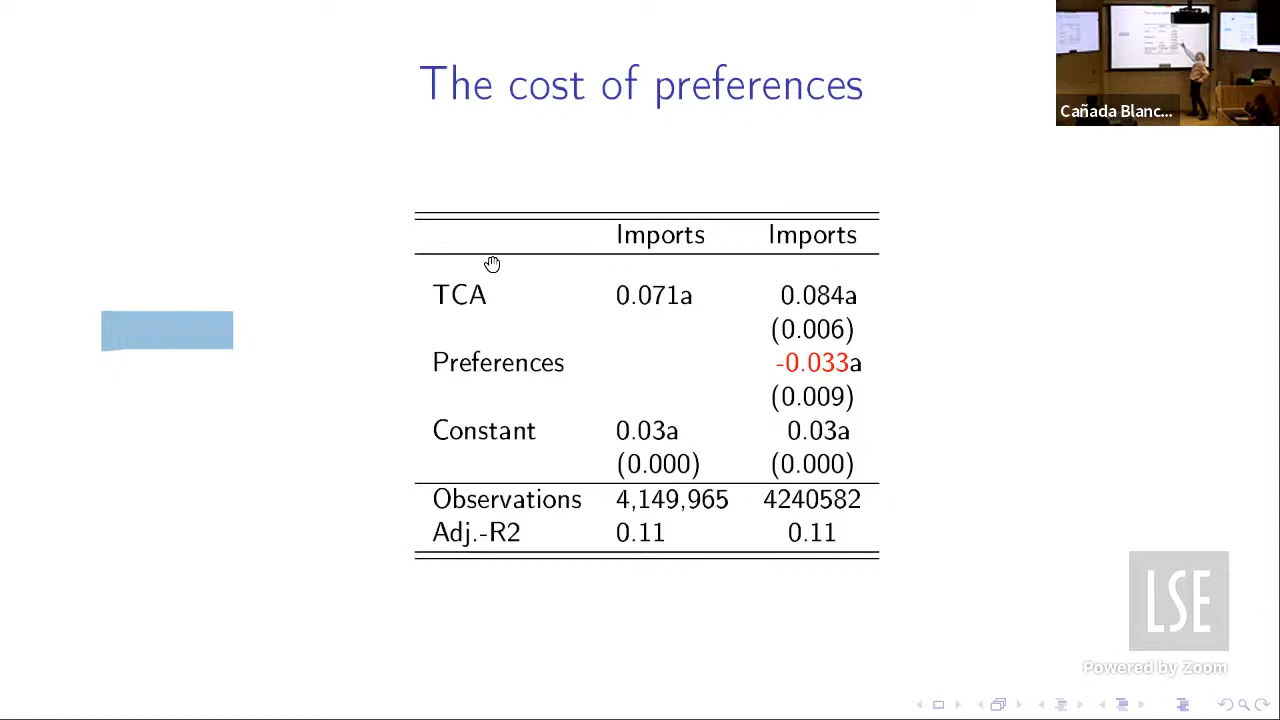 The cost of preferences
Cañada Blanc...
Imports Imports
TCA 0.071a 0.084a
(0.006)
Preferences -0.033a
(0.009)
Constant 0.03a 0.03a
(0.000) (0.000)
Observations 4,149,965 4240582
Adj.-R2 0.11 0.11
LSE
Powered by Zoom